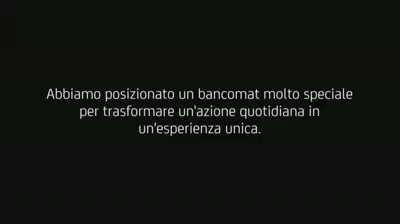 Abbiamo posizionato un bancomat molto speciale
per trasformare un'azione quotidiana in
un'esperienza unica.